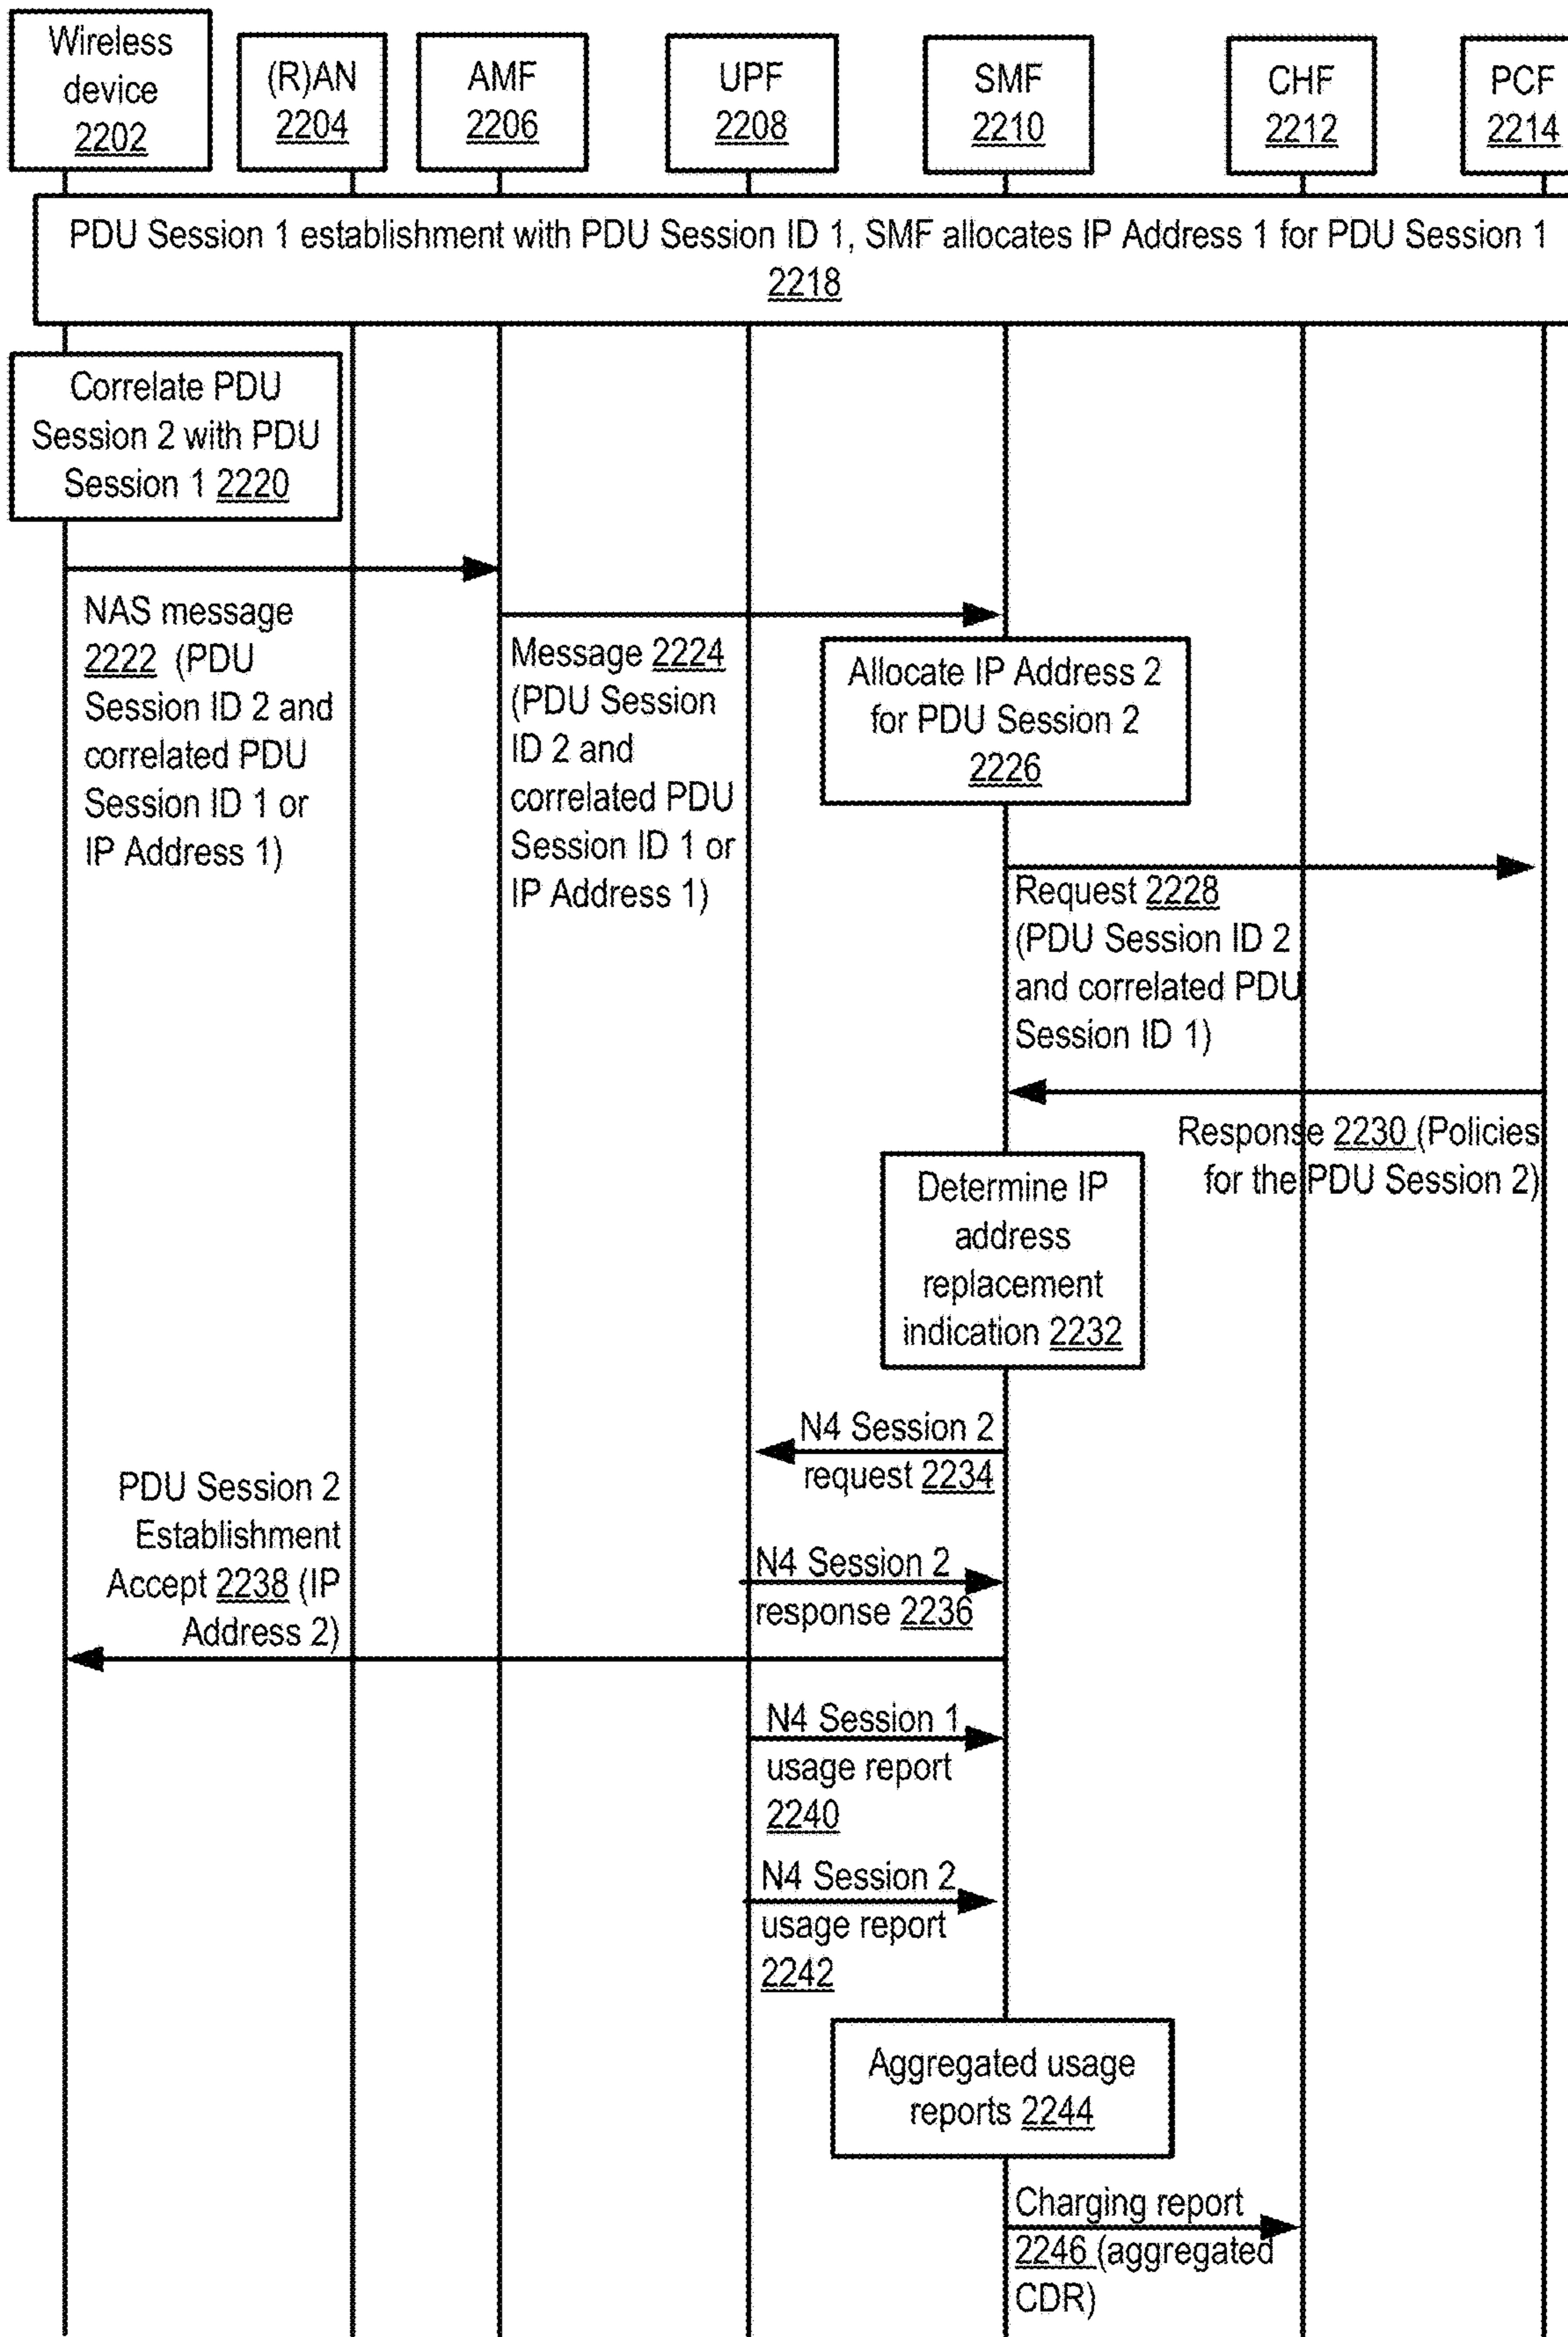 Wireless
device
2202
(R)AN
2204
AMF
2206
UPF
2208
SMF
2210
CHF
2212
PCF
2214
PDU Session 1 establishment with PDU Session ID 1, SMF allocates IP Address 1 for PDU Session 1
2218
Correlate PDU
Session 2 with PDU
Session 1 2220
NAS message
2222 (PDU
Session ID 2 and
correlated PDU
Session ID 1 or
IP Address 1)
Message 2224
(PDU Session
ID 2 and
correlated PDU
Session ID 1 or
IP Address 1)
Allocate IP Address 2
for PDU Session 2
2226
Request 2228
(PDU Session ID 2
and correlated PDU
Session ID 1)
Response 2230 (Policies
for the PDU Session 2)
Determine IP
address
replacement
indication 2232
N4 Session 2
request 2234
N4 Session 2
response 2236
PDU Session 2
Establishment
Accept 2238 (IP
Address 2)
N4 Session 1
usage report
2240
N4 Session 2
usage report
2242
Aggregated usage
reports 2244
Charging report
2246 (aggregated
CDR)